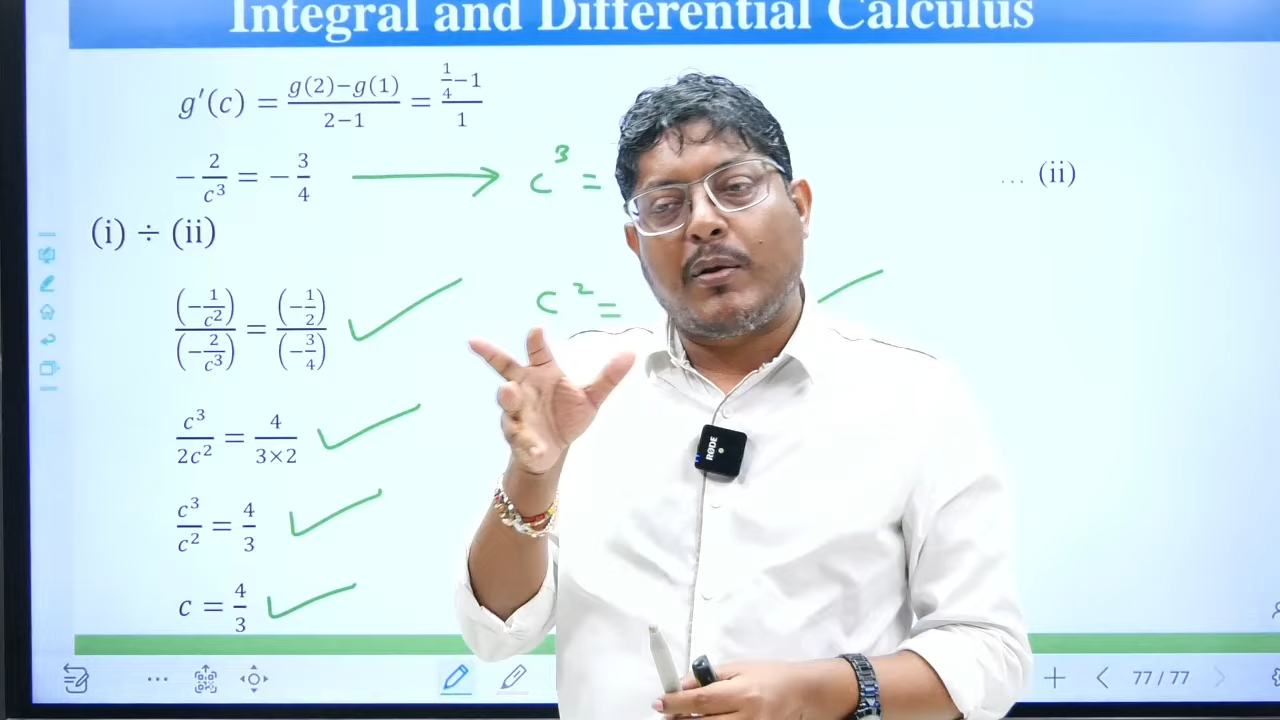 Integral and Differential Calculus
g′(c) = (g(2)−g(1))/(2−1) = (1/4−1)/1
−2/c³ = −3/4 → c³ = ... (ii)
(i) ÷ (ii)
(−1/c²)/(−2/c³) = (−1/2)/(−3/4) ✓ c² =
c³/2c² = 4/(3×2) ✓
c³/c² = 4/3 ✓
c = 4/3 ✓
RØDE
77 / 77